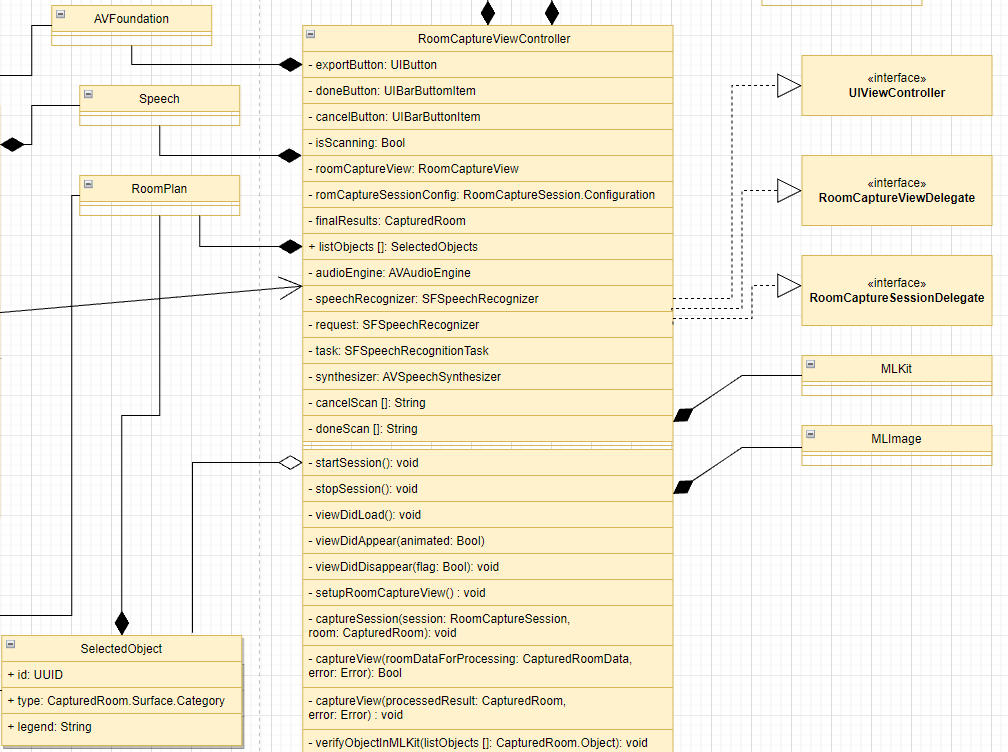 AVFoundation
Speech
RoomPlan
RoomCaptureViewController
- exportButton: UIButton
- doneButton: UIBarButtomItem
- cancelButton: UIBarButtonItem
- isScanning: Bool
- roomCaptureView: RoomCaptureView
- romCaptureSessionConfig: RoomCaptureSession.Configuration
- finalResults: CapturedRoom
+ listObjects []: SelectedObjects
- audioEngine: AVAudioEngine
- speechRecognizer: SFSpeechRecognizer
- request: SFSpeechRecognizer
- task: SFSpeechRecognitionTask
- synthesizer: AVSpeechSynthesizer
- cancelScan []: String
- doneScan []: String
- startSession(): void
- stopSession(): void
- viewDidLoad(): void
- viewDidAppear(animated: Bool)
- viewDidDisappear(flag: Bool): void
- setupRoomCaptureView() : void
- captureSession(session: RoomCaptureSession,
room: CapturedRoom): void
- captureView(roomDataForProcessing: CapturedRoomData,
error: Error): Bool
- captureView(processedResult: CapturedRoom,
error: Error) : void
- verifyObjectInMLKit(listObjects []: CapturedRoom.Object): void
«interface»
UIViewController
«interface»
RoomCaptureViewDelegate
«interface»
RoomCaptureSessionDelegate
MLKit
MLImage
SelectedObject
+ id: UUID
+ type: CapturedRoom.Surface.Category
+ legend: String